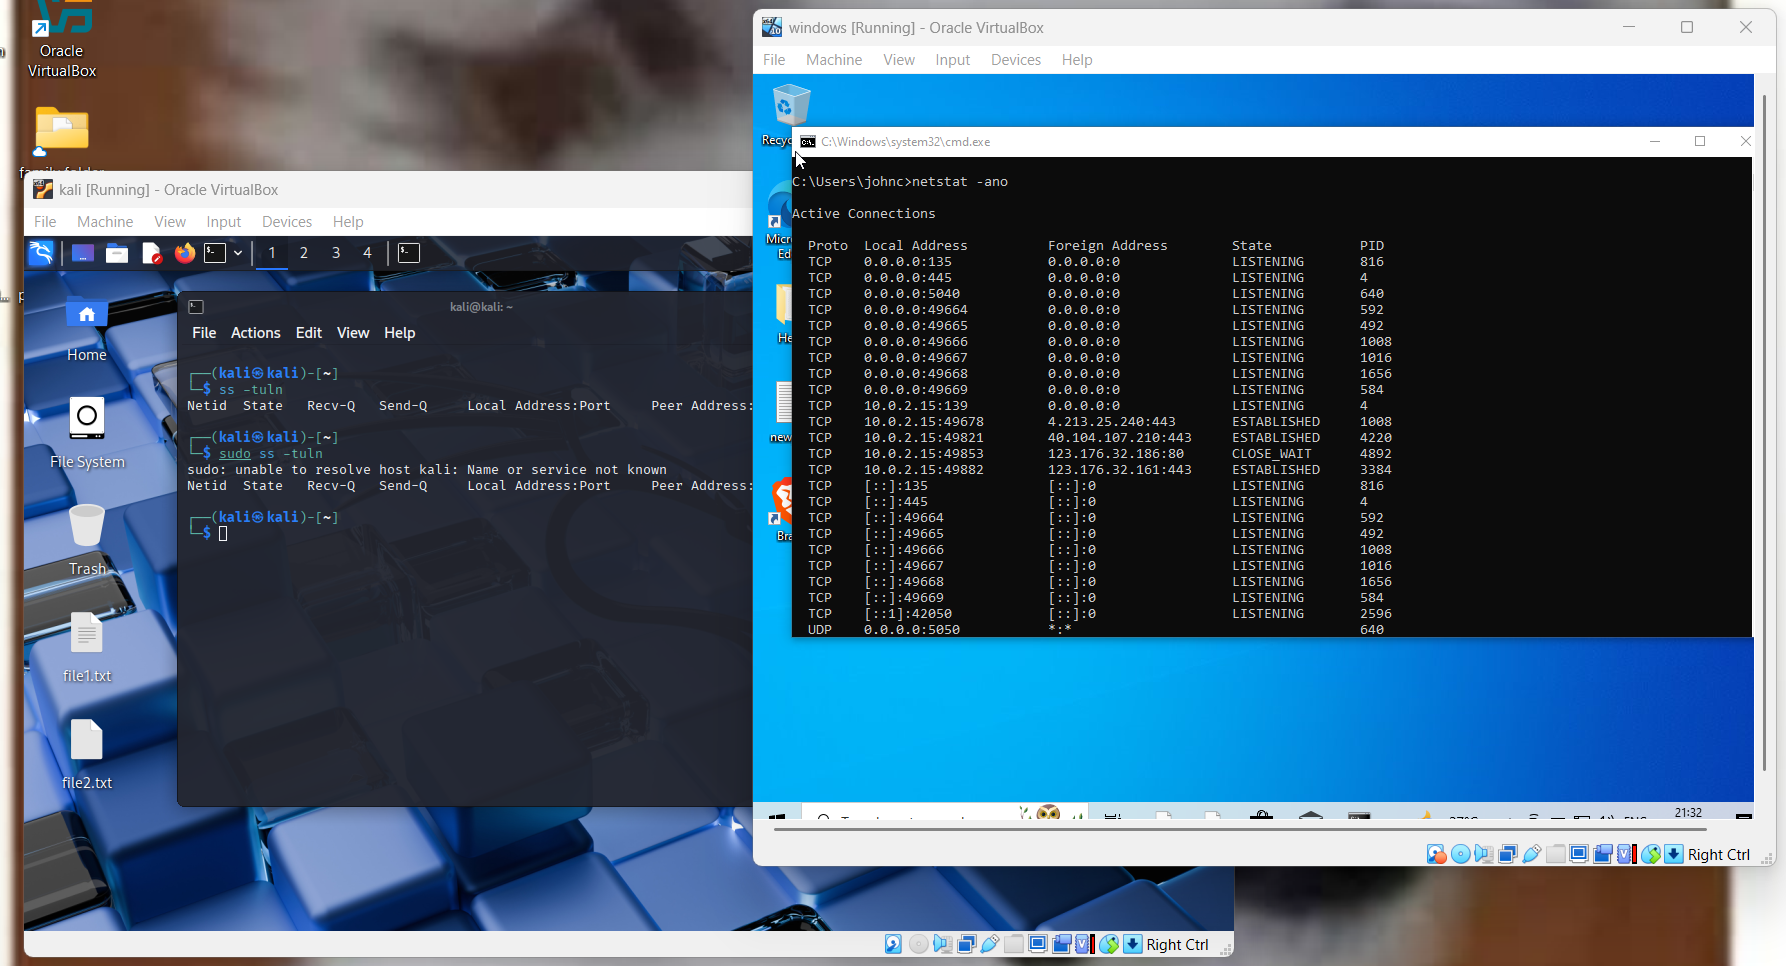 Oracle
VirtualBox
kali [Running] - Oracle VirtualBox
File Machine View Input Devices Help
1 2 3 4
Home
File System
Trash
file1.txt
file2.txt
kali@kali: ~
File Actions Edit View Help
┌──(kali㉿kali)-[~]
└─$ ss -tuln
Netid State Recv-Q Send-Q Local Address:Port Peer Address:
┌──(kali㉿kali)-[~]
└─$ sudo ss -tuln
sudo: unable to resolve host kali: Name or service not known
Netid State Recv-Q Send-Q Local Address:Port Peer Address:
┌──(kali㉿kali)-[~]
└─$
Right Ctrl
windows [Running] - Oracle VirtualBox
File Machine View Input Devices Help
Recyc
Micr
Ed
He
new
Bra
C:\Windows\system32\cmd.exe
C:\Users\johnc>netstat -ano
Active Connections
Proto Local Address Foreign Address State PID
TCP 0.0.0.0:135 0.0.0.0:0 LISTENING 816
TCP 0.0.0.0:445 0.0.0.0:0 LISTENING 4
TCP 0.0.0.0:5040 0.0.0.0:0 LISTENING 640
TCP 0.0.0.0:49664 0.0.0.0:0 LISTENING 592
TCP 0.0.0.0:49665 0.0.0.0:0 LISTENING 492
TCP 0.0.0.0:49666 0.0.0.0:0 LISTENING 1008
TCP 0.0.0.0:49667 0.0.0.0:0 LISTENING 1016
TCP 0.0.0.0:49668 0.0.0.0:0 LISTENING 1656
TCP 0.0.0.0:49669 0.0.0.0:0 LISTENING 584
TCP 10.0.2.15:139 0.0.0.0:0 LISTENING 4
TCP 10.0.2.15:49678 4.213.25.240:443 ESTABLISHED 1008
TCP 10.0.2.15:49821 40.104.107.210:443 ESTABLISHED 4220
TCP 10.0.2.15:49853 123.176.32.186:80 CLOSE_WAIT 4892
TCP 10.0.2.15:49882 123.176.32.161:443 ESTABLISHED 3384
TCP [::]:135 [::]:0 LISTENING 816
TCP [::]:445 [::]:0 LISTENING 4
TCP [::]:49664 [::]:0 LISTENING 592
TCP [::]:49665 [::]:0 LISTENING 492
TCP [::]:49666 [::]:0 LISTENING 1008
TCP [::]:49667 [::]:0 LISTENING 1016
TCP [::]:49668 [::]:0 LISTENING 1656
TCP [::]:49669 [::]:0 LISTENING 584
TCP [::1]:42050 [::]:0 LISTENING 2596
UDP 0.0.0.0:5050 *:* 640
21:32
Right Ctrl